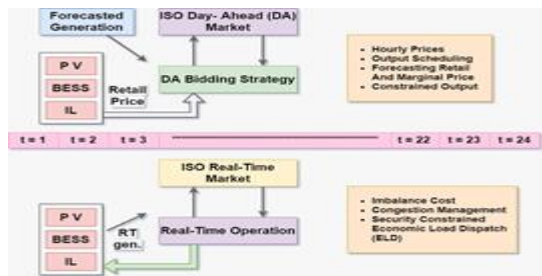 Forecasted
Generation
ISO Day- Ahead (DA)
Market
P V
BESS
IL
Retail
Price
DA Bidding Strategy
• Hourly Prices
• Output Scheduling
• Forecasting Retail
And Marginal Price
• Constrained Output
t = 1 t = 2 t = 3 t = 22 t = 23 t = 24
ISO Real-Time
Market
P V
BESS
IL
RT
gen.
Real-Time Operation
• Imbalance Cost
• Congestion Management
• Security Constrained
Economic Load Dispatch
(ELD)